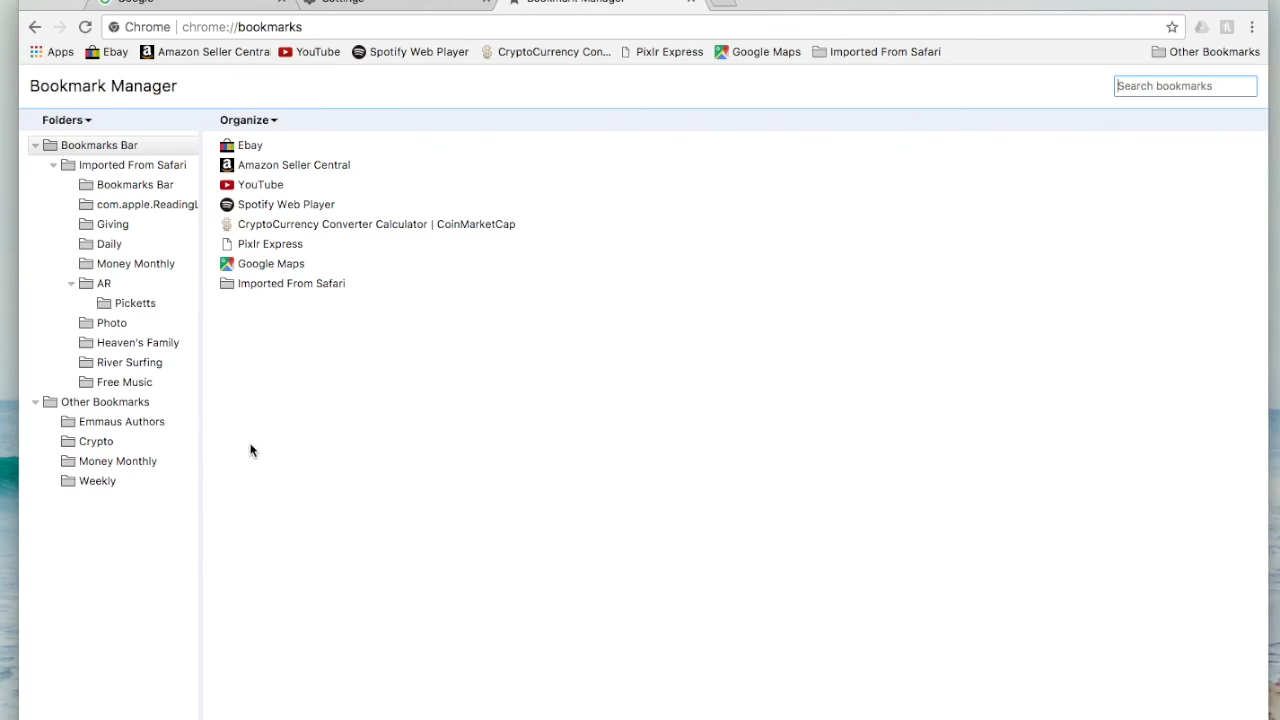 Google Settings Bookmark Manager
Chrome chrome://bookmarks
Apps Ebay Amazon Seller Centra YouTube Spotify Web Player CryptoCurrency Con... Pixlr Express Google Maps Imported From Safari Other Bookmarks
Bookmark Manager
Search bookmarks
Folders
Organize
Bookmarks Bar
Imported From Safari
Bookmarks Bar
com.apple.ReadingL
Giving
Daily
Money Monthly
AR
Picketts
Photo
Heaven's Family
River Surfing
Free Music
Other Bookmarks
Emmaus Authors
Crypto
Money Monthly
Weekly
Ebay
Amazon Seller Central
YouTube
Spotify Web Player
CryptoCurrency Converter Calculator | CoinMarketCap
Pixlr Express
Google Maps
Imported From Safari